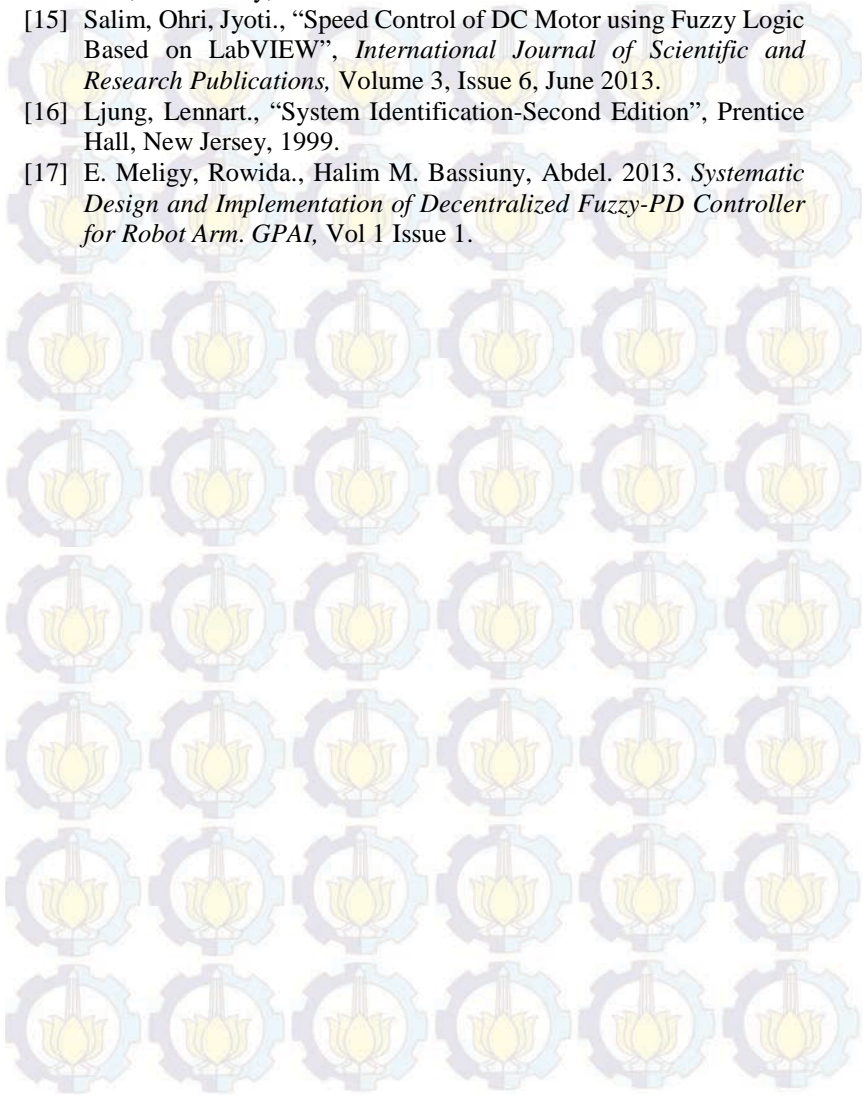 [15] Salim, Ohri, Jyoti., “Speed Control of DC Motor using Fuzzy Logic
Based on LabVIEW”, International Journal of Scientific and
Research Publications, Volume 3, Issue 6, June 2013.
[16] Ljung, Lennart., “System Identification-Second Edition”, Prentice
Hall, New Jersey, 1999.
[17] E. Meligy, Rowida., Halim M. Bassiuny, Abdel. 2013. Systematic
Design and Implementation of Decentralized Fuzzy-PD Controller
for Robot Arm. GPAI, Vol 1 Issue 1.